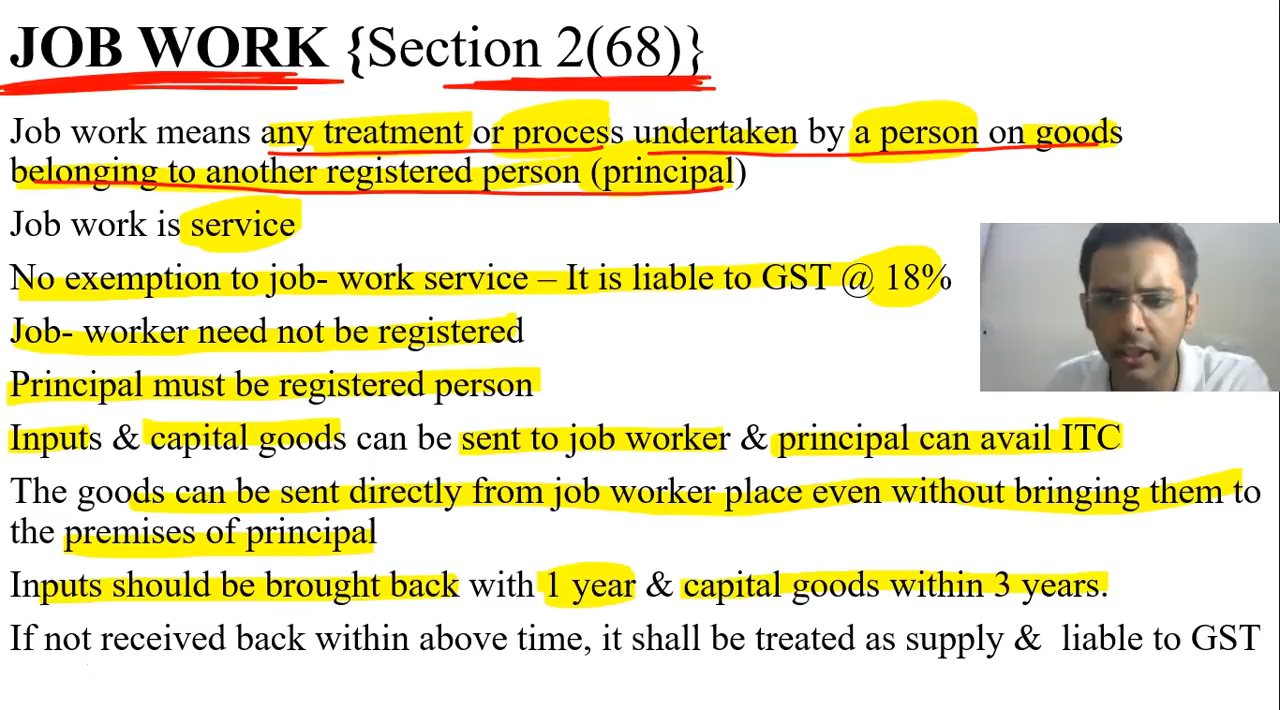 JOB WORK {Section 2(68)}
Job work means any treatment or process undertaken by a person on goods
belonging to another registered person (principal)
Job work is service
No exemption to job- work service – It is liable to GST @ 18%
Job- worker need not be registered
Principal must be registered person
Inputs & capital goods can be sent to job worker & principal can avail ITC
The goods can be sent directly from job worker place even without bringing them to
the premises of principal
Inputs should be brought back with 1 year & capital goods within 3 years.
If not received back within above time, it shall be treated as supply & liable to GST